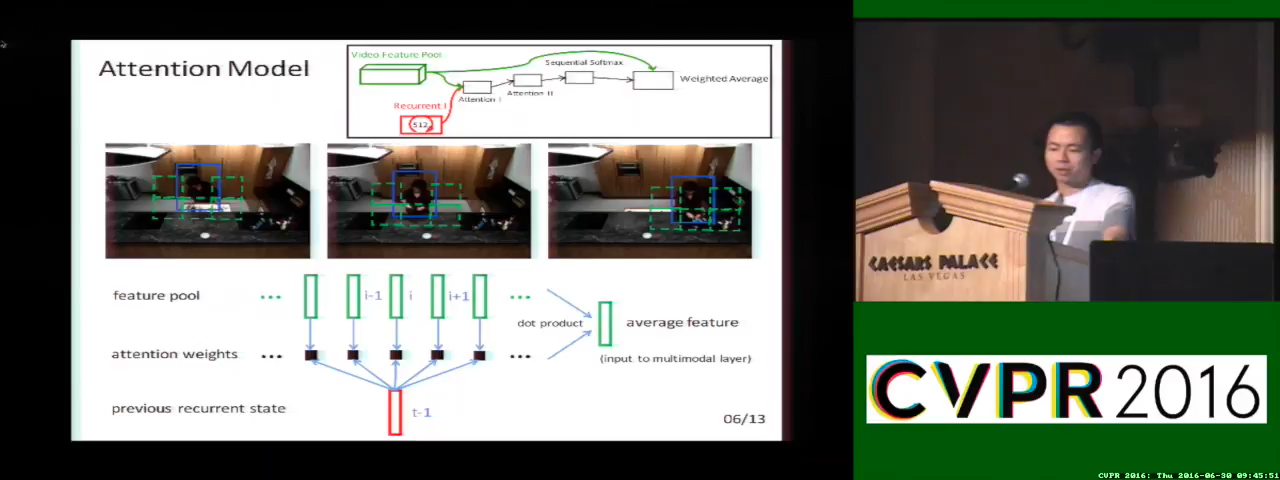 Attention Model
Video Feature Pool
Sequential Softmax
Weighted Average
Attention I
Attention II
Recurrent I
512
feature pool
...
i-1
i
i+1
...
dot product
average feature
attention weights
...
...
(input to multimodal layer)
previous recurrent state
t-1
06/13
CAESARS PALACE
LAS VEGAS
CVPR 2016
CVPR 2016: Thu 2016-06-30 09:45:51